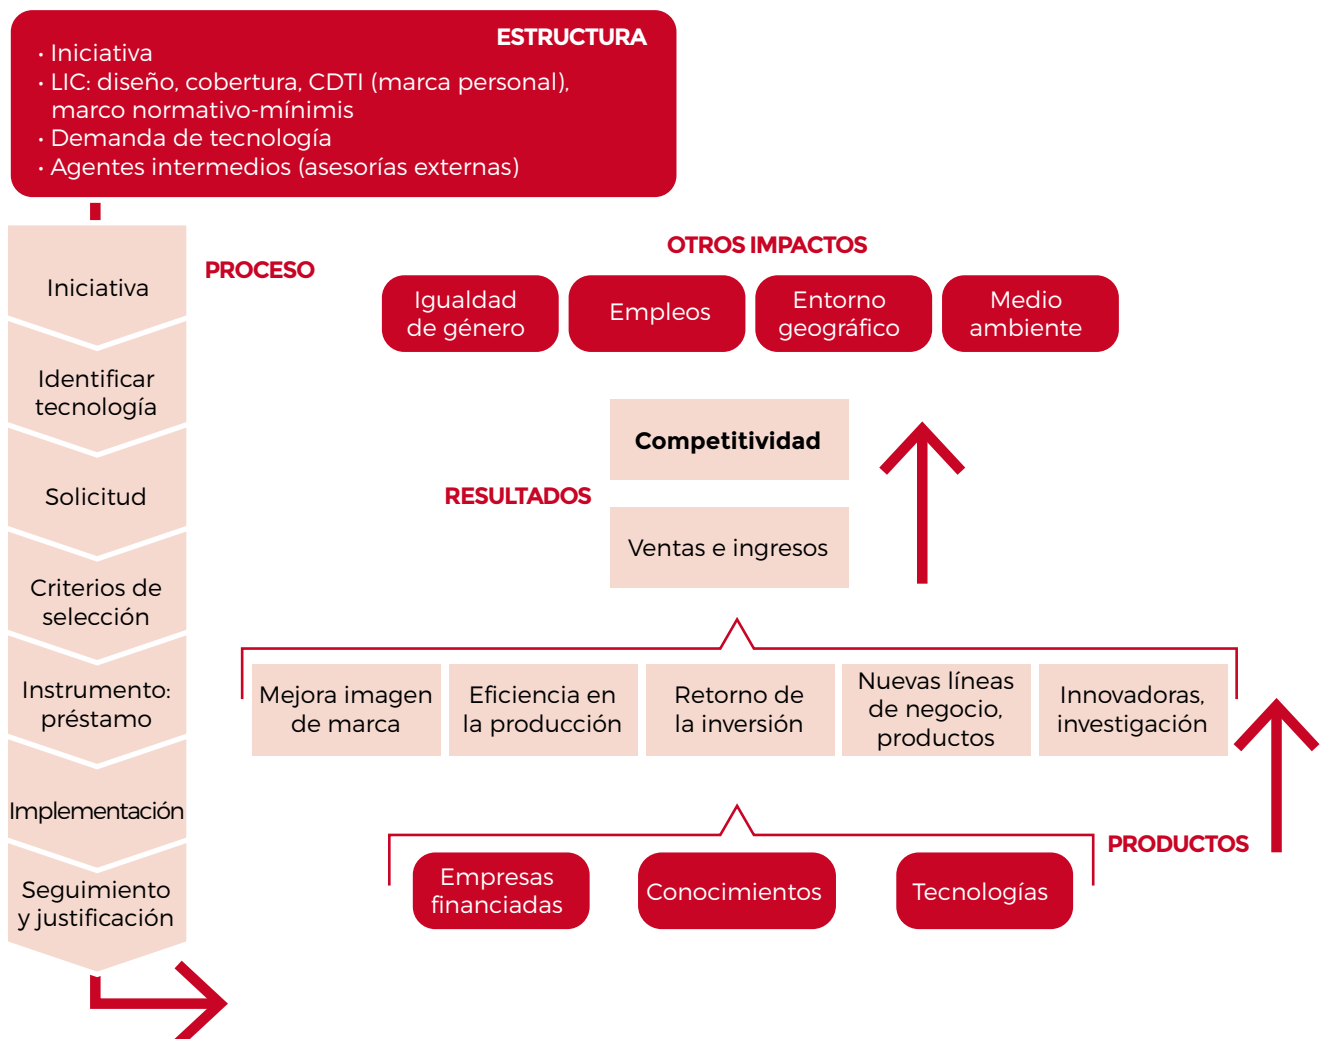 ESTRUCTURA
· Iniciativa
· LIC: diseño, cobertura, CDTI (marca personal),
marco normativo-mínimis
· Demanda de tecnología
· Agentes intermedios (asesorías externas)
PROCESO
Iniciativa
Identificar
tecnología
Solicitud
Criterios de
selección
Instrumento:
préstamo
Implementación
Seguimiento
y justificación
OTROS IMPACTOS
Igualdad
de género
Empleos
Entorno
geográfico
Medio
ambiente
RESULTADOS
Competitividad
Ventas e ingresos
Mejora imagen
de marca
Eficiencia en
la producción
Retorno de
la inversión
Nuevas líneas
de negocio,
productos
Innovadoras,
investigación
PRODUCTOS
Empresas
financiadas
Conocimientos
Tecnologías